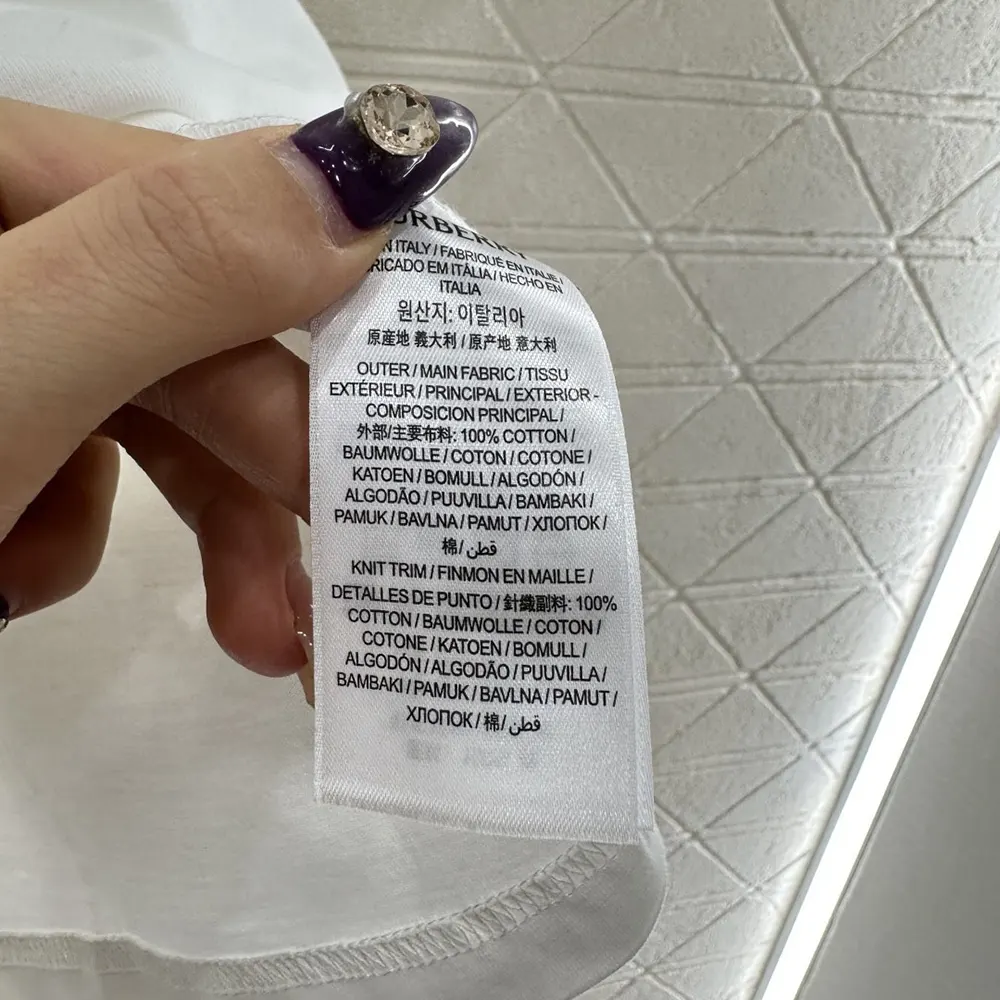 URBERRY
N ITALY / FABRIQUÉ EN ITALIE /
RICADO EM ITÁLIA / HECHO EN
ITALIA
원산지: 이탈리아
原産地 義大利 / 原产地 意大利
OUTER / MAIN FABRIC / TISSU
EXTÉRIEUR / PRINCIPAL / EXTERIOR -
COMPOSICION PRINCIPAL /
外部/主要布料: 100% COTTON /
BAUMWOLLE / COTON / COTONE /
KATOEN / BOMULL / ALGODÓN /
ALGODÃO / PUUVILLA / BAMBAKI /
PAMUK / BAVLNA / PAMUT / ХЛОПОК /
棉 / قطن
KNIT TRIM / FINMON EN MAILLE /
DETALLES DE PUNTO / 針織副料: 100%
COTTON / BAUMWOLLE / COTON /
COTONE / KATOEN / BOMULL /
ALGODÓN / ALGODÃO / PUUVILLA /
BAMBAKI / PAMUK / BAVLNA / PAMUT /
ХЛОПОК / 棉 / قطن